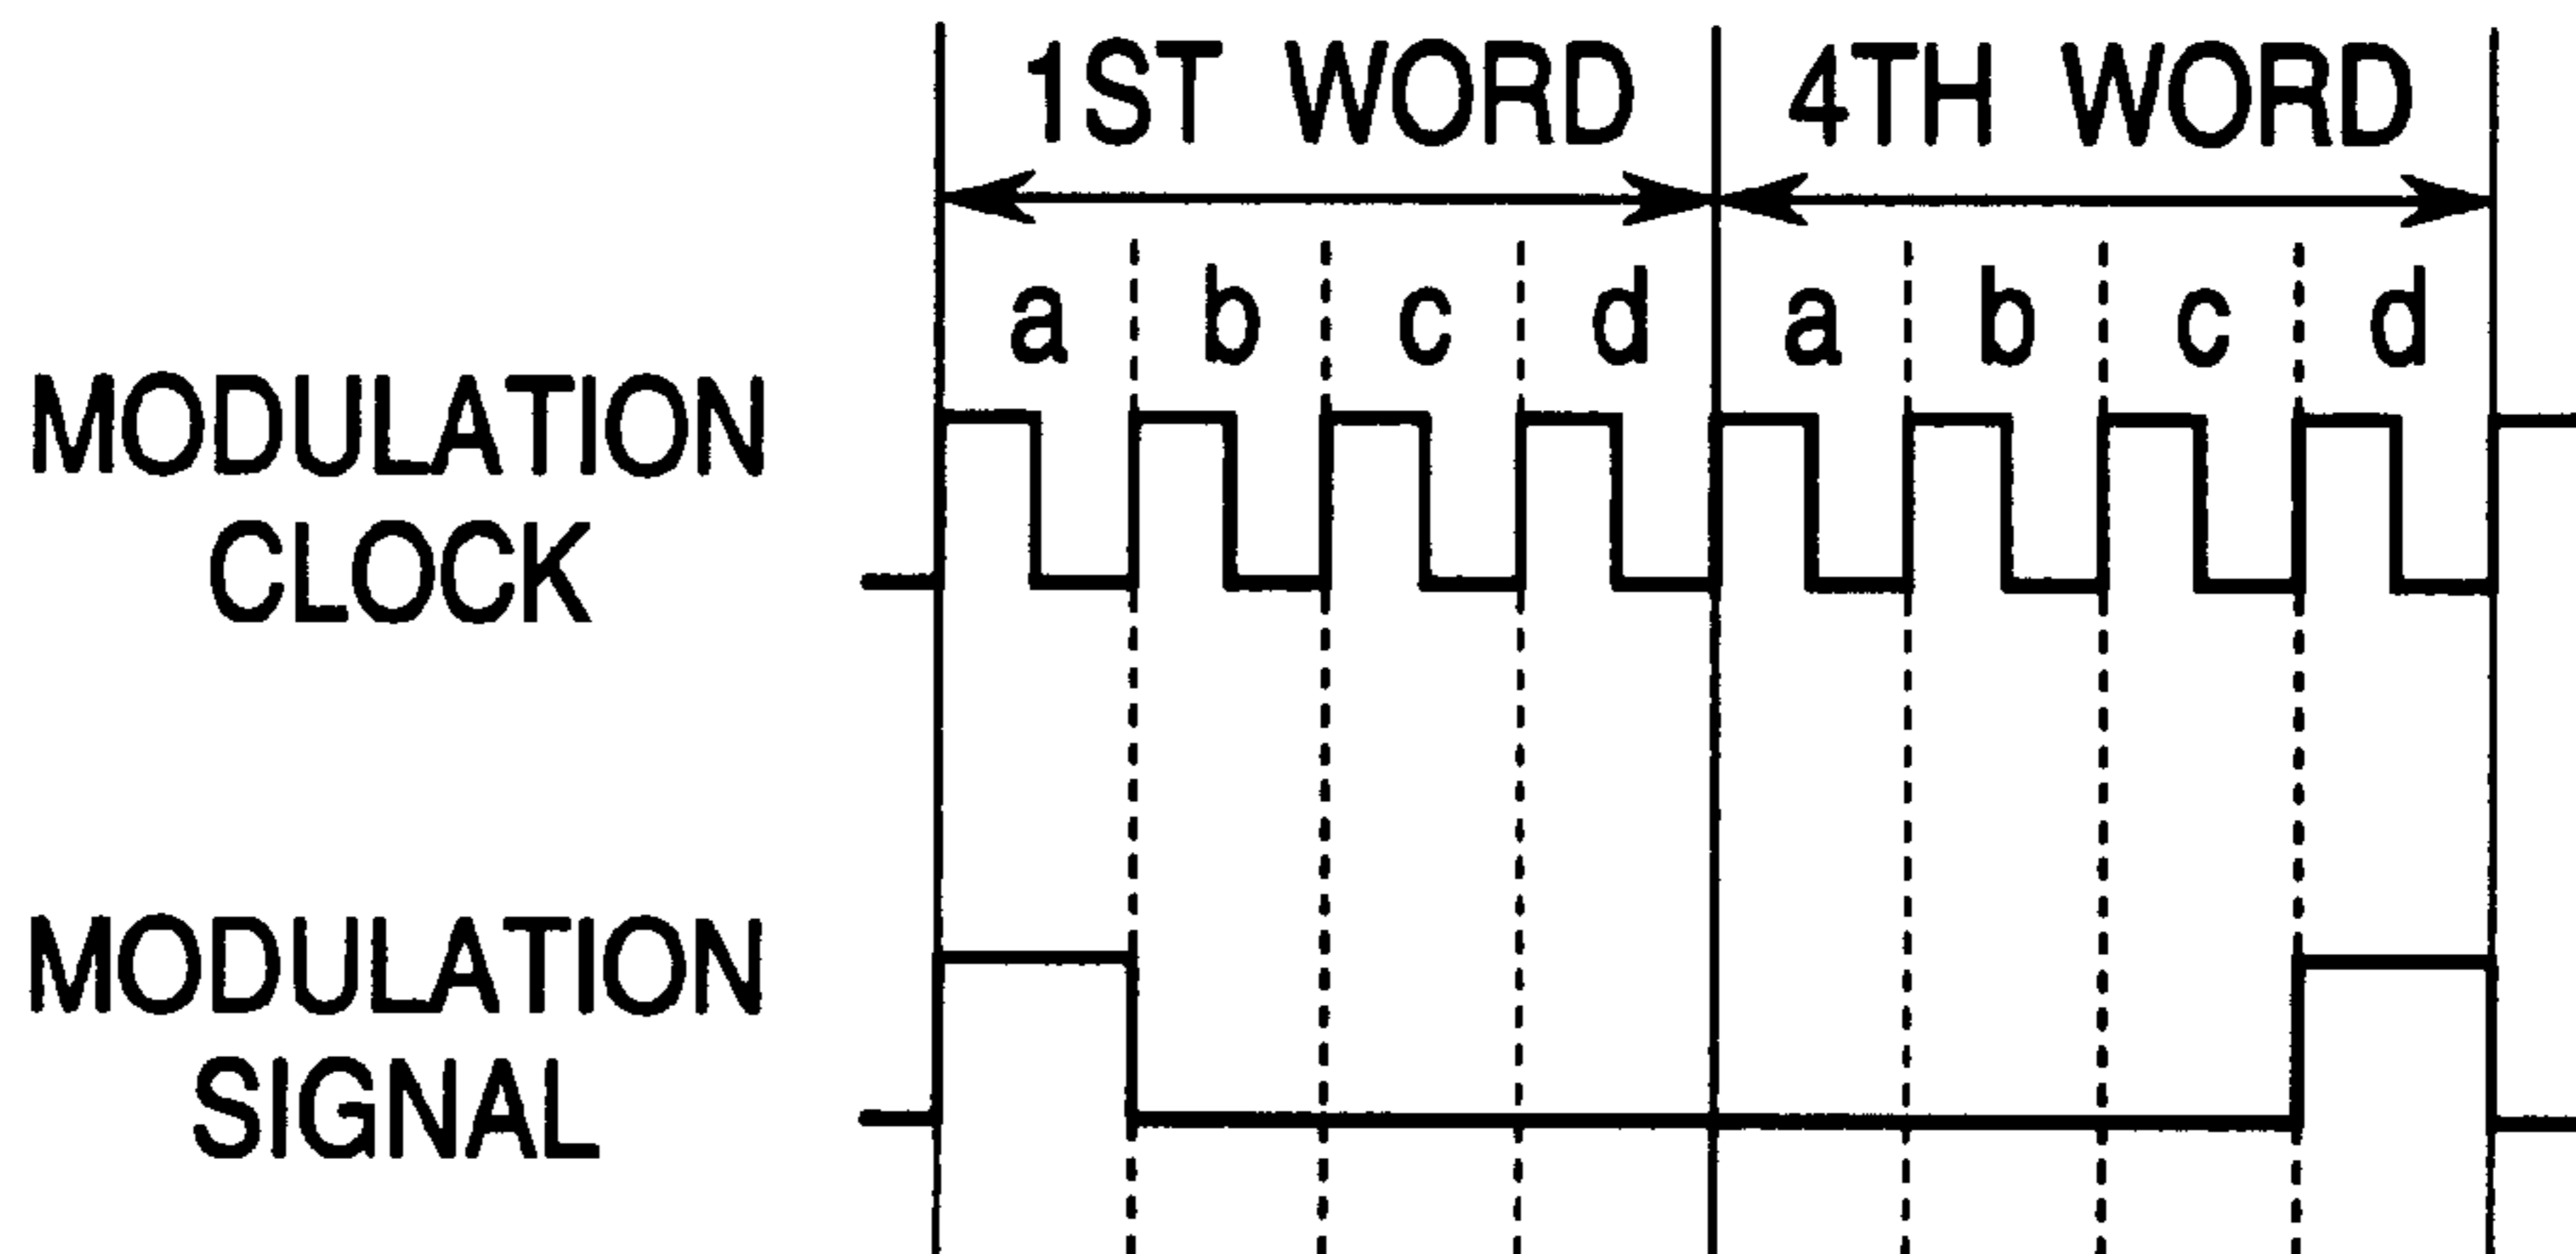 1ST WORD 4TH WORD
a b c d a b c d
MODULATION
CLOCK
MODULATION
SIGNAL